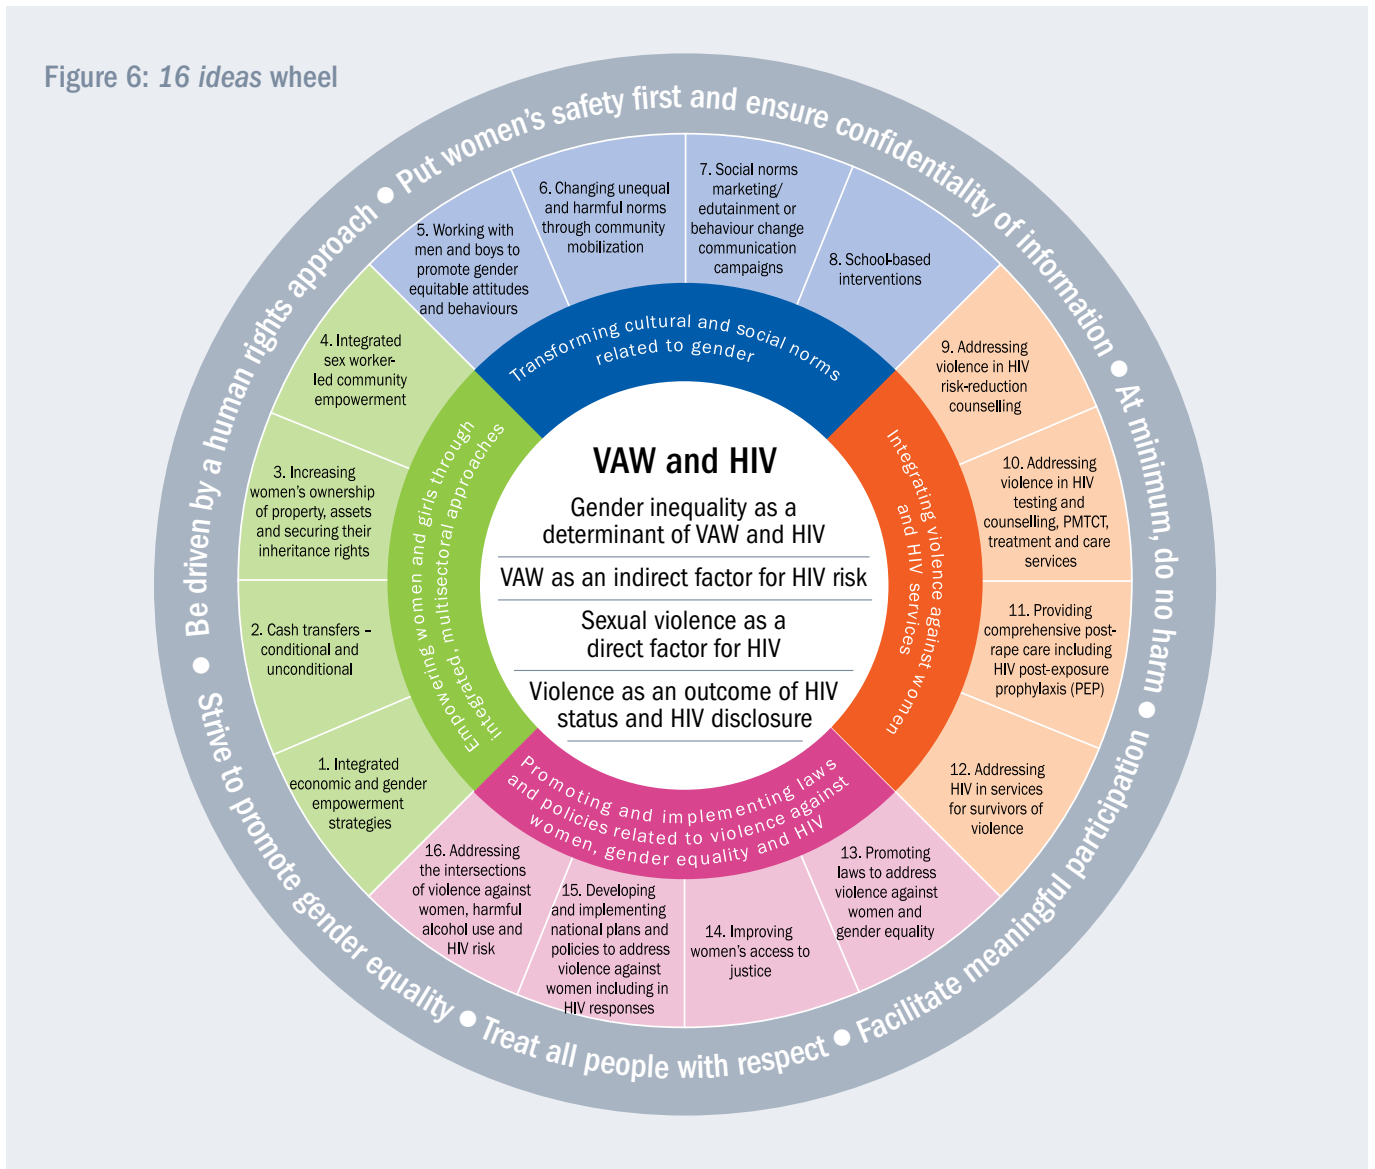 Figure 6: 16 ideas wheel
Put women's safety first and ensure confidentiality of information ●
At minimum, do no harm ●
Facilitate meaningful participation ●
Treat all people with respect ●
Strive to promote gender equality ●
Be driven by a human rights approach ●
Empowering women and girls through
integrated, multisectoral approaches
1. Integrated
economic and gender
empowerment
strategies
2. Cash transfers –
conditional and
unconditional
3. Increasing
women's ownership
of property, assets
and securing their
inheritance rights
4. Integrated
sex worker-
led community
empowerment
Transforming cultural and social norms
related to gender
5. Working with
men and boys to
promote gender
equitable attitudes
and behaviours
6. Changing unequal
and harmful norms
through community
mobilization
7. Social norms
marketing/
edutainment or
behaviour change
communication
campaigns
8. School-based
interventions
Integrating violence against women
and HIV services
9. Addressing
violence in HIV
risk-reduction
counselling
10. Addressing
violence in HIV
testing and
counselling, PMTCT,
treatment and care
services
11. Providing
comprehensive post-
rape care including
HIV post-exposure
prophylaxis (PEP)
12. Addressing
HIV in services
for survivors of
violence
Promoting and implementing laws
and policies related to violence against
women, gender equality and HIV
13. Promoting
laws to address
violence against
women and
gender equality
14. Improving
women's access to
justice
15. Developing
and implementing
national plans and
policies to address
violence against
women including in
HIV responses
16. Addressing
the intersections
of violence against
women, harmful
alcohol use and
HIV risk
VAW and HIV
Gender inequality as a
determinant of VAW and HIV
VAW as an indirect factor for HIV risk
Sexual violence as a
direct factor for HIV
Violence as an outcome of HIV
status and HIV disclosure